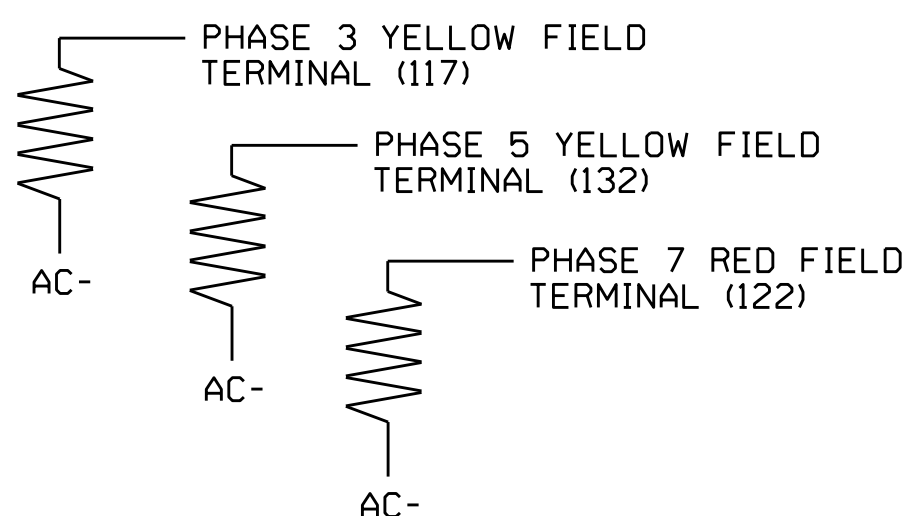 PHASE 3 YELLOW FIELD
TERMINAL (117)
AC-
PHASE 5 YELLOW FIELD
TERMINAL (132)
AC-
PHASE 7 RED FIELD
TERMINAL (122)
AC-